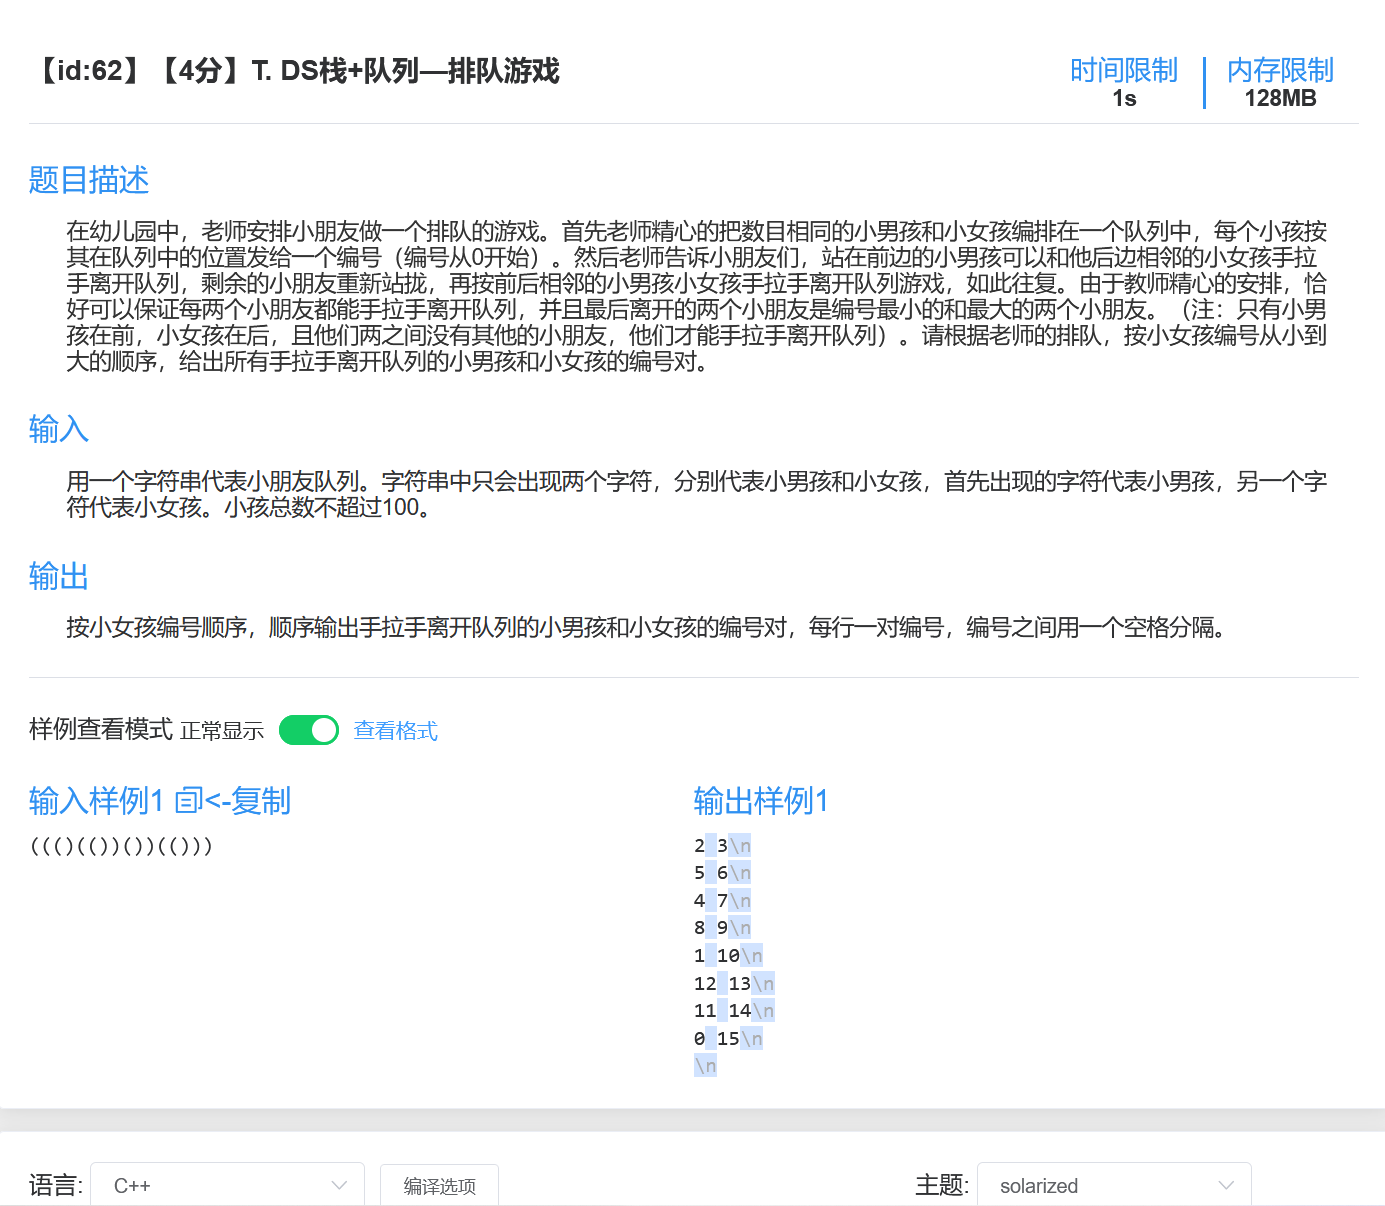 【id:62】【4分】T. DS栈+队列—排队游戏
时间限制
1s
内存限制
128MB
题目描述
在幼儿园中，老师安排小朋友做一个排队的游戏。首先老师精心的把数目相同的小男孩和小女孩编排在一个队列中，每个小孩按
其在队列中的位置发给一个编号（编号从0开始）。然后老师告诉小朋友们，站在前边的小男孩可以和他后边相邻的小女孩手拉
手离开队列，剩余的小朋友重新站拢，再按前后相邻的小男孩小女孩手拉手离开队列游戏，如此往复。由于教师精心的安排，恰
好可以保证每两个小朋友都能手拉手离开队列，并且最后离开的两个小朋友是编号最小的和最大的两个小朋友。（注：只有小男
孩在前，小女孩在后，且他们两之间没有其他的小朋友，他们才能手拉手离开队列）。请根据老师的排队，按小女孩编号从小到
大的顺序，给出所有手拉手离开队列的小男孩和小女孩的编号对。
输入
用一个字符串代表小朋友队列。字符串中只会出现两个字符，分别代表小男孩和小女孩，首先出现的字符代表小男孩，另一个字
符代表小女孩。小孩总数不超过100。
输出
按小女孩编号顺序，顺序输出手拉手离开队列的小男孩和小女孩的编号对，每行一对编号，编号之间用一个空格分隔。
样例查看模式 正常显示 查看格式
输入样例1 <-复制
((()(())())(()))
输出样例1
2 3\n
5 6\n
4 7\n
8 9\n
1 10\n
12 13\n
11 14\n
0 15\n
\n
语言: C++ 编译选项 主题: solarized